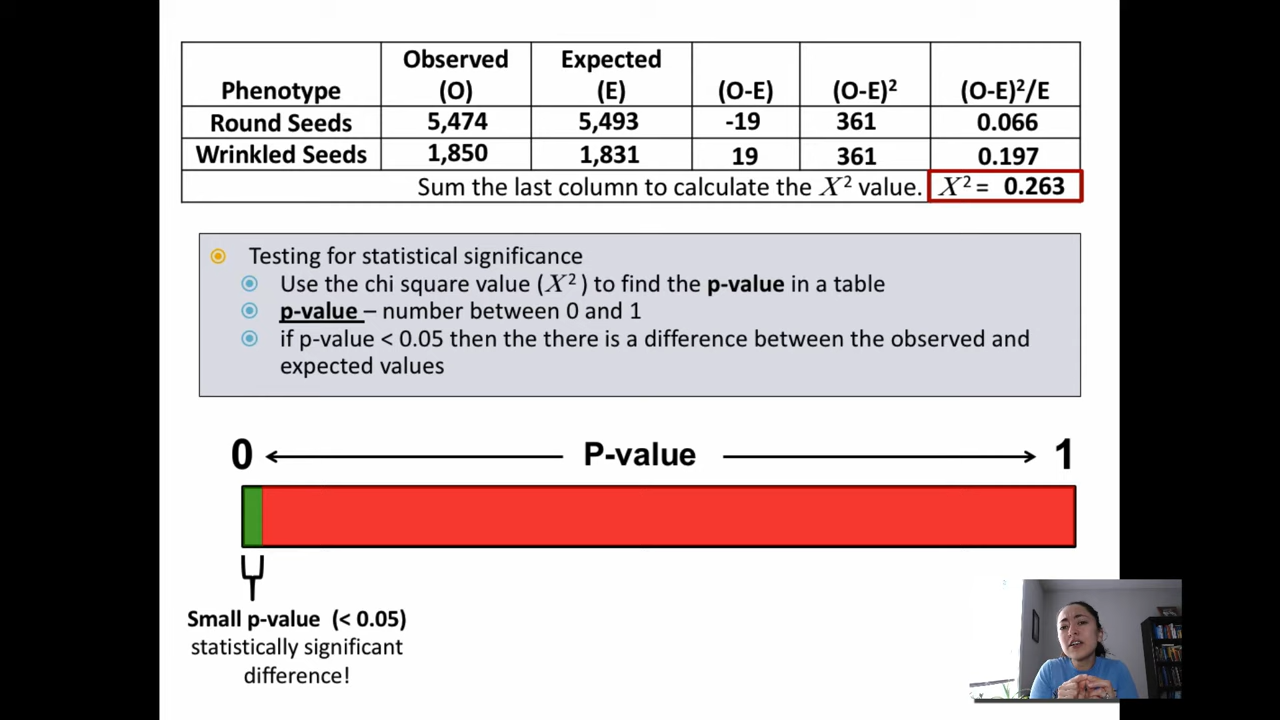 Phenotype Observed (O) Expected (E) (O-E) (O-E)² (O-E)²/E
Round Seeds 5,474 5,493 -19 361 0.066
Wrinkled Seeds 1,850 1,831 19 361 0.197
Sum the last column to calculate the X² value. X² = 0.263
Testing for statistical significance
Use the chi square value (X²) to find the p-value in a table
p-value – number between 0 and 1
if p-value < 0.05 then the there is a difference between the observed and
expected values
0 P-value 1
Small p-value (< 0.05)
statistically significant
difference!